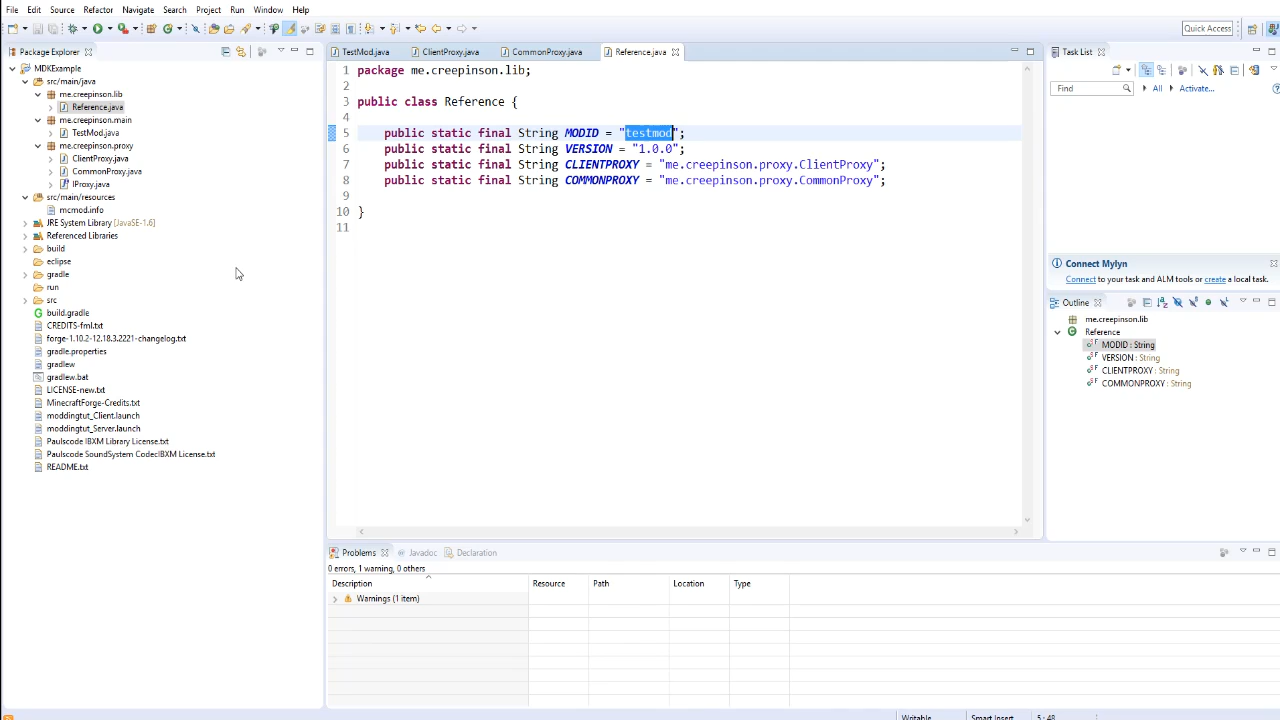 File Edit Source Refactor Navigate Search Project Run Window Help
Quick Access
Package Explorer
MDKExample
src/main/java
me.creepinson.lib
Reference.java
me.creepinson.main
TestMod.java
me.creepinson.proxy
ClientProxy.java
CommonProxy.java
IProxy.java
src/main/resources
mcmod.info
JRE System Library [JavaSE-1.6]
Referenced Libraries
build
eclipse
gradle
run
src
build.gradle
CREDITS-fml.txt
forge-1.10.2-12.18.3.2221-changelog.txt
gradle.properties
gradlew
gradlew.bat
LICENSE-new.txt
MinecraftForge-Credits.txt
moddingtut_Client.launch
moddingtut_Server.launch
Paulscode IBXM Library License.txt
Paulscode SoundSystem CodecIBXM License.txt
README.txt
TestMod.java ClientProxy.java CommonProxy.java Reference.java
1 package me.creepinson.lib;
2
3 public class Reference {
4
5 public static final String MODID = "testmod";
6 public static final String VERSION = "1.0.0";
7 public static final String CLIENTPROXY = "me.creepinson.proxy.ClientProxy";
8 public static final String COMMONPROXY = "me.creepinson.proxy.CommonProxy";
9
10 }
11
Problems Javadoc Declaration
0 errors, 1 warning, 0 others
Description Resource Path Location Type
Warnings (1 item)
Task List
Find All Activate...
Connect Mylyn
Connect to your task and ALM tools or create a local task.
Outline
me.creepinson.lib
Reference
MODID : String
VERSION : String
CLIENTPROXY : String
COMMONPROXY : String
Writable Smart Insert 5 : 48